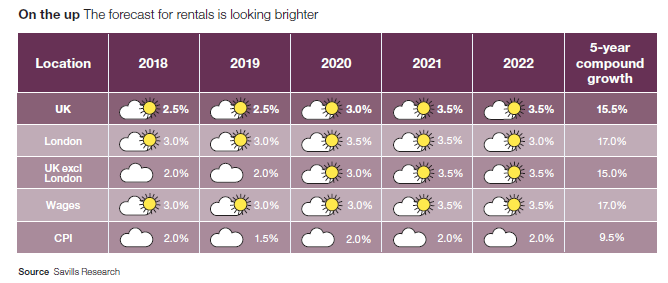 On the up The forecast for rentals is looking brighter
Location 2018 2019 2020 2021 2022 5-year compound growth
UK 2.5% 2.5% 3.0% 3.5% 3.5% 15.5%
London 3.0% 3.0% 3.5% 3.5% 3.0% 17.0%
UK excl London 2.0% 2.0% 3.0% 3.5% 3.5% 15.0%
Wages 3.0% 3.0% 3.0% 3.5% 3.5% 17.0%
CPI 2.0% 1.5% 2.0% 2.0% 2.0% 9.5%
Source Savills Research